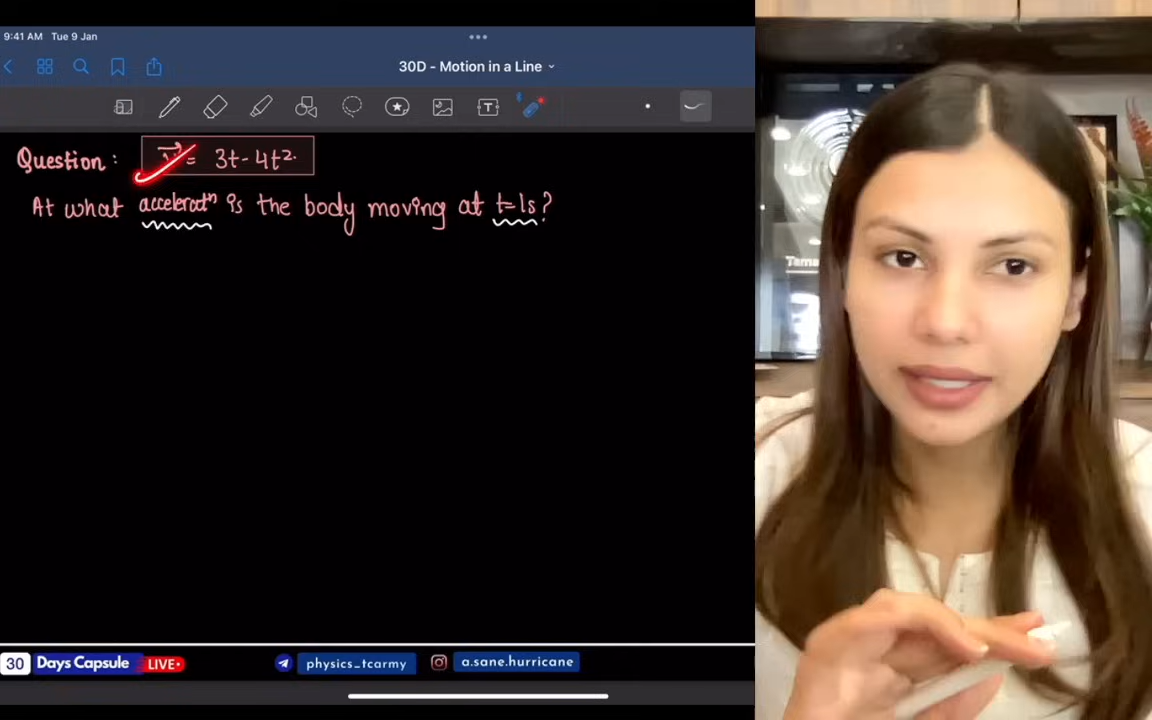 9:41 AM Tue 9 Jan
30D - Motion in a Line
Question: v = 3t - 4t².
At what acceleratⁿ is the body moving at t=1s?
Tema
30 Days Capsule LIVE
physics_tcarmy
a.sane.hurricane